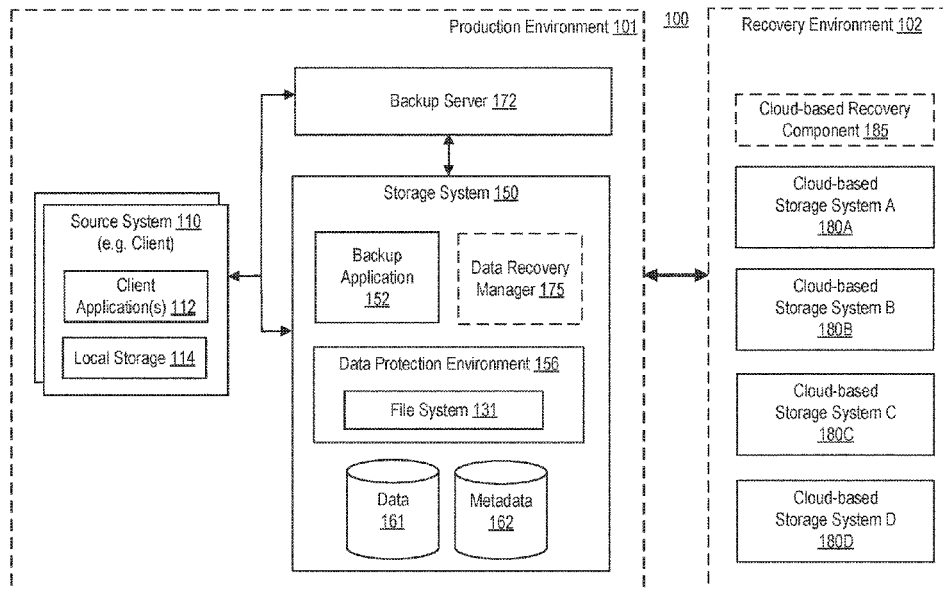 Production Environment 101
100
Recovery Environment 102
Backup Server 172
Cloud-based Recovery
Component 185
Storage System 150
Source System 110
(e.g. Client)
Client
Application(s) 112
Local Storage 114
Backup
Application
152
Data Recovery
Manager 175
Data Protection Environment 156
File System 131
Data
161
Metadata
162
Cloud-based
Storage System A
180A
Cloud-based
Storage System B
180B
Cloud-based
Storage System C
180C
Cloud-based
Storage System D
180D